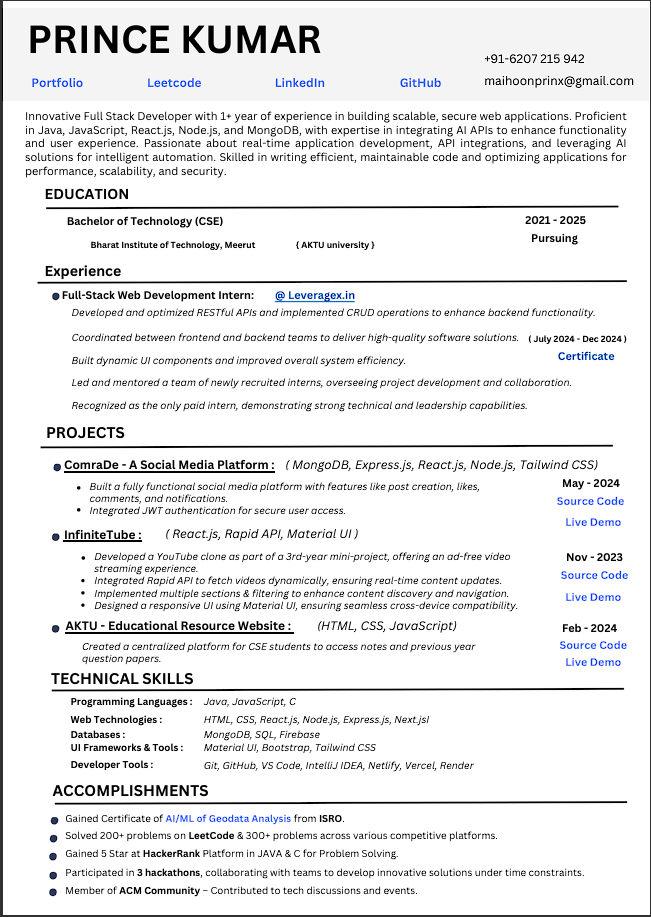 PRINCE KUMAR
+91-6207 215 942
Portfolio Leetcode LinkedIn GitHub maihoonprinx@gmail.com
Innovative Full Stack Developer with 1+ year of experience in building scalable, secure web applications. Proficient
in Java, JavaScript, React.js, Node.js, and MongoDB, with expertise in integrating AI APIs to enhance functionality
and user experience. Passionate about real-time application development, API integrations, and leveraging AI
solutions for intelligent automation. Skilled in writing efficient, maintainable code and optimizing applications for
performance, scalability, and security.
EDUCATION
Bachelor of Technology (CSE) 2021 - 2025
Pursuing
Bharat Institute of Technology, Meerut ( AKTU university )
Experience
Full-Stack Web Development Intern: @ Leveragex.in
Developed and optimized RESTful APIs and implemented CRUD operations to enhance backend functionality.
Coordinated between frontend and backend teams to deliver high-quality software solutions. ( July 2024 - Dec 2024 )
Certificate
Built dynamic UI components and improved overall system efficiency.
Led and mentored a team of newly recruited interns, overseeing project development and collaboration.
Recognized as the only paid intern, demonstrating strong technical and leadership capabilities.
PROJECTS
ComraDe - A Social Media Platform : ( MongoDB, Express.js, React.js, Node.js, Tailwind CSS)
May - 2024
• Built a fully functional social media platform with features like post creation, likes,
comments, and notifications. Source Code
• Integrated JWT authentication for secure user access.
Live Demo
InfiniteTube : ( React.js, Rapid API, Material UI )
• Developed a YouTube clone as part of a 3rd-year mini-project, offering an ad-free video Nov - 2023
streaming experience.
• Integrated Rapid API to fetch videos dynamically, ensuring real-time content updates. Source Code
• Implemented multiple sections & filtering to enhance content discovery and navigation. Live Demo
• Designed a responsive UI using Material UI, ensuring seamless cross-device compatibility.
AKTU - Educational Resource Website : (HTML, CSS, JavaScript) Feb - 2024
Created a centralized platform for CSE students to access notes and previous year Source Code
question papers. Live Demo
TECHNICAL SKILLS
Programming Languages : Java, JavaScript, C
Web Technologies : HTML, CSS, React.js, Node.js, Express.js, Next.jsI
Databases : MongoDB, SQL, Firebase
UI Frameworks & Tools : Material UI, Bootstrap, Tailwind CSS
Developer Tools : Git, GitHub, VS Code, IntelliJ IDEA, Netlify, Vercel, Render
ACCOMPLISHMENTS
Gained Certificate of AI/ML of Geodata Analysis from ISRO.
Solved 200+ problems on LeetCode & 300+ problems across various competitive platforms.
Gained 5 Star at HackerRank Platform in JAVA & C for Problem Solving.
Participated in 3 hackathons, collaborating with teams to develop innovative solutions under time constraints.
Member of ACM Community – Contributed to tech discussions and events.